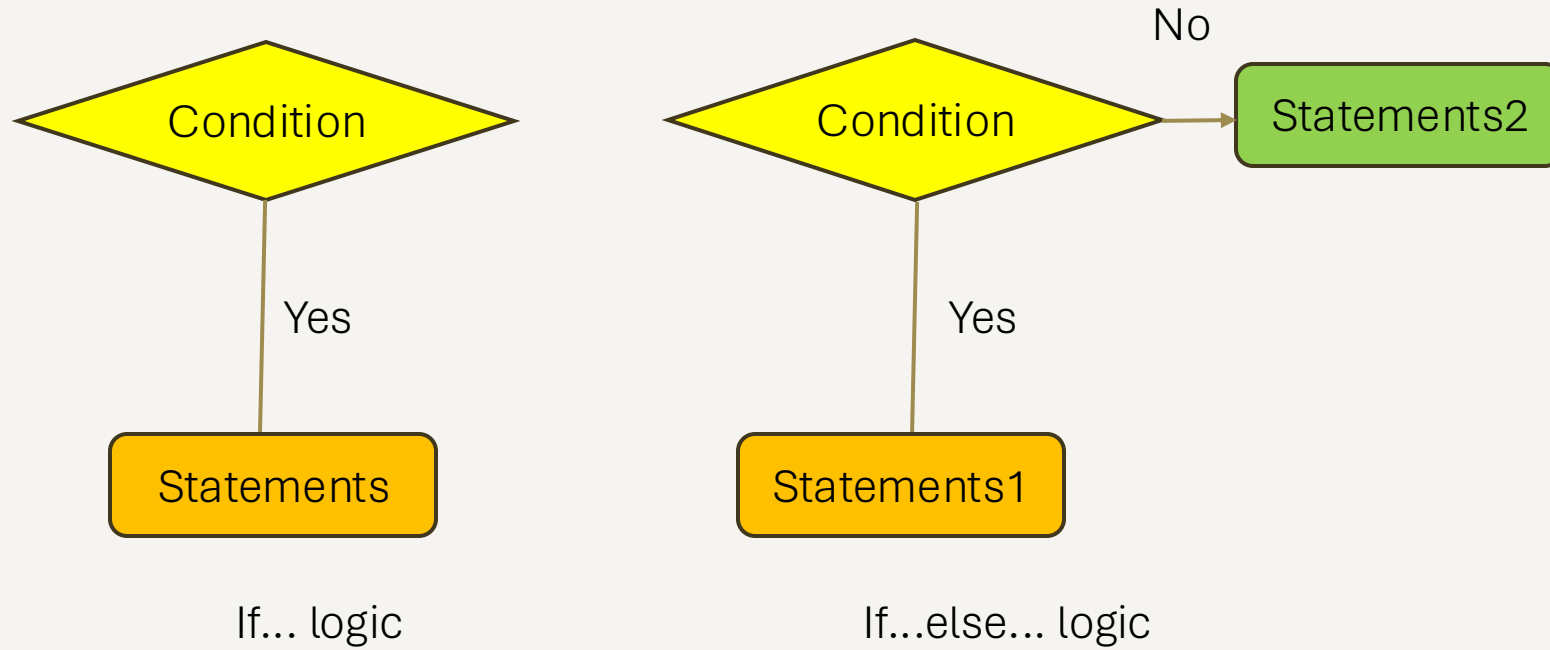 Condition
Yes
Statements
If... logic
Condition
No
Statements2
Yes
Statements1
If...else... logic